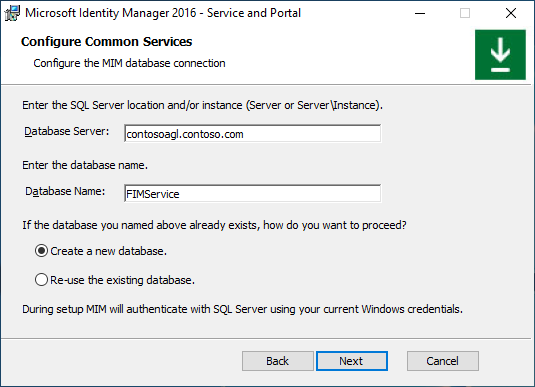 Microsoft Identity Manager 2016 - Service and Portal
Configure Common Services
Configure the MIM database connection
Enter the SQL Server location and/or instance (Server or Server\Instance).
Database Server: contosoagl.contoso.com
Enter the database name.
Database Name: FIMService
If the database you named above already exists, how do you want to proceed?
Create a new database.
Re-use the existing database.
During setup MIM will authenticate with SQL Server using your current Windows credentials.
Back Next Cancel